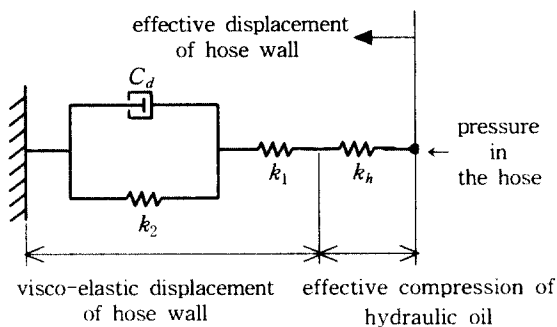 effective displacement
of hose wall
C_d
pressure
in
the hose
k_1
k_h
k_2
visco-elastic displacement
of hose wall
effective compression of
hydraulic oil